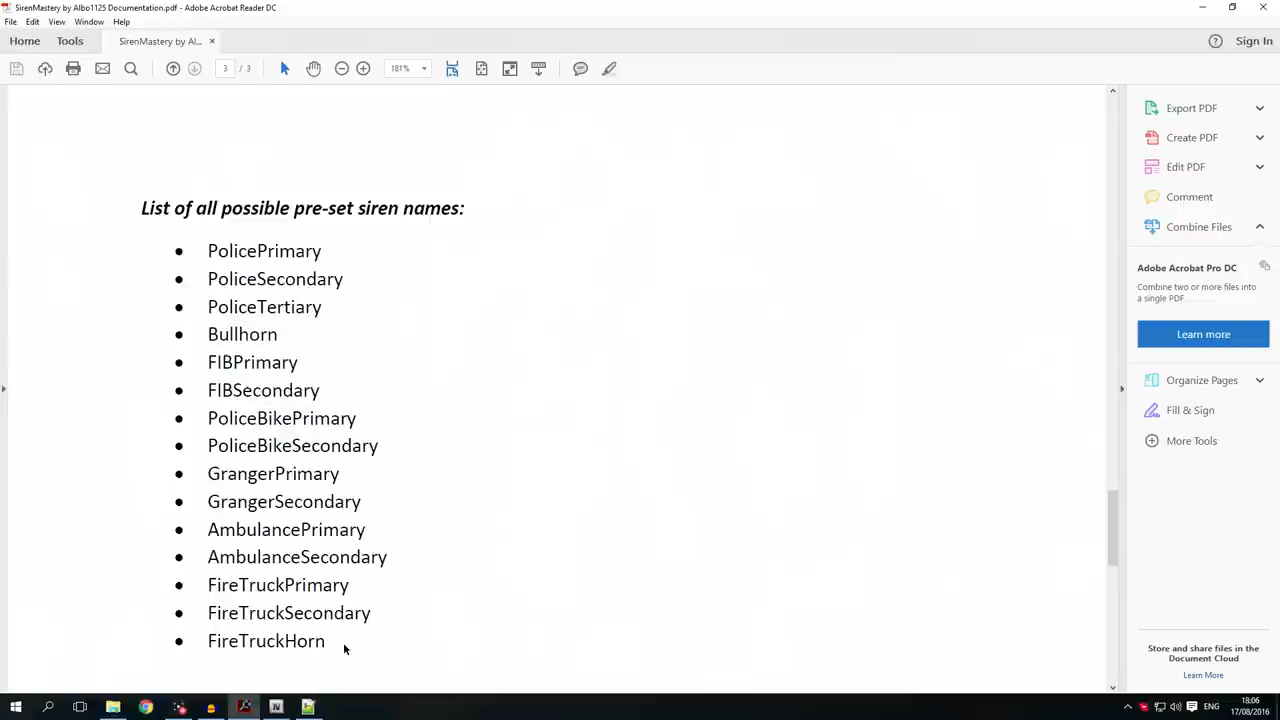 SirenMastery by Albo1125 Documentation.pdf - Adobe Acrobat Reader DC
File Edit View Window Help
Home Tools SirenMastery by Al... × Sign In
3 / 3 181%
List of all possible pre-set siren names:
• PolicePrimary
• PoliceSecondary
• PoliceTertiary
• Bullhorn
• FIBPrimary
• FIBSecondary
• PoliceBikePrimary
• PoliceBikeSecondary
• GrangerPrimary
• GrangerSecondary
• AmbulancePrimary
• AmbulanceSecondary
• FireTruckPrimary
• FireTruckSecondary
• FireTruckHorn
Export PDF
Create PDF
Edit PDF
Comment
Combine Files
Adobe Acrobat Pro DC
Combine two or more files into
a single PDF
Learn more
Organize Pages
Fill & Sign
More Tools
Store and share files in the
Document Cloud
Learn More
ENG
18:06
17/08/2016